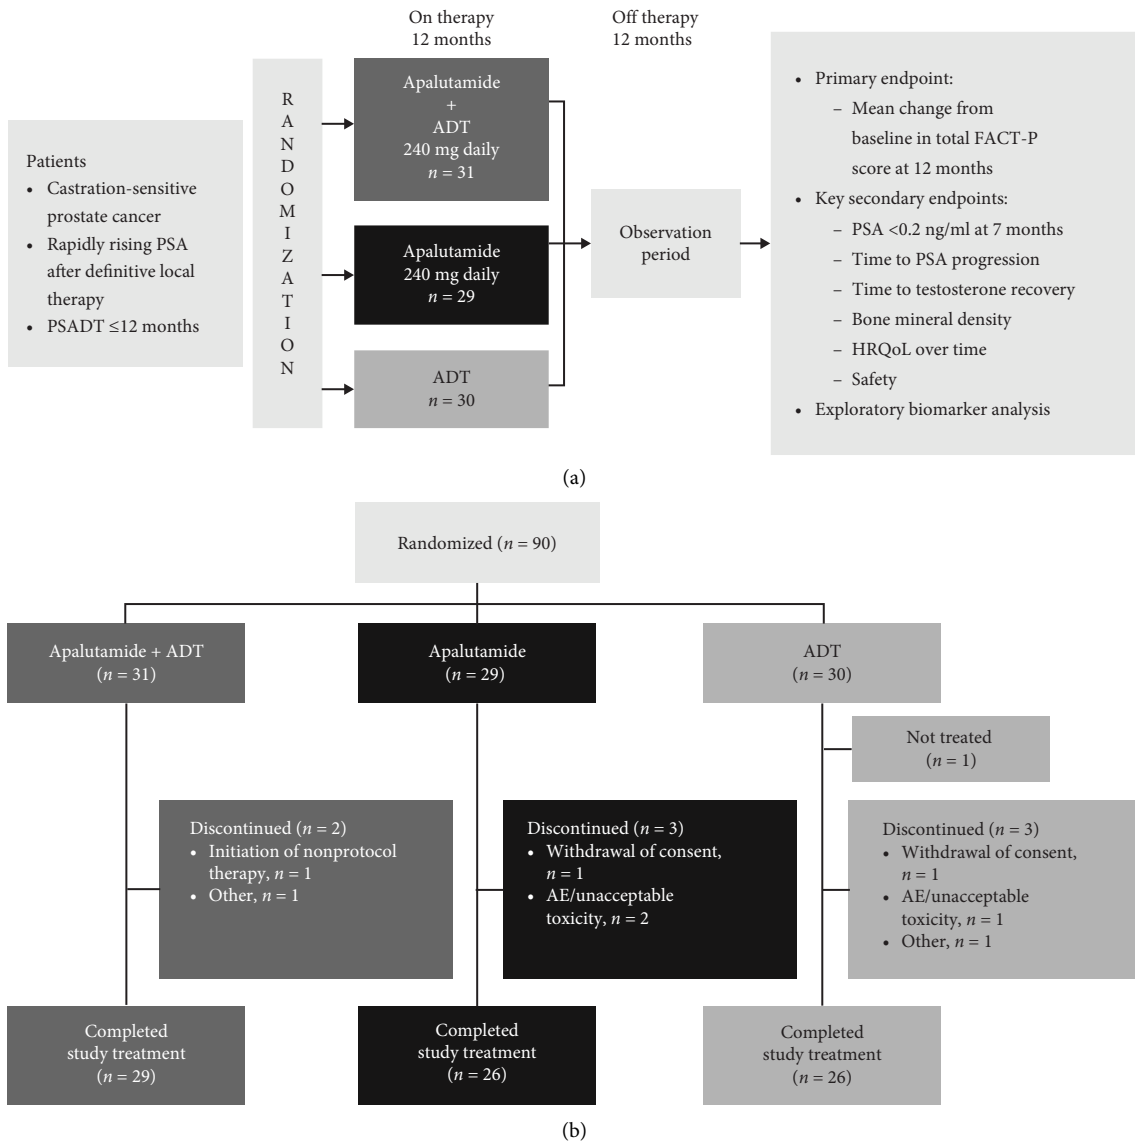 On therapy
12 months
Off therapy
12 months
Patients
• Castration-sensitive
prostate cancer
• Rapidly rising PSA
after definitive local
therapy
• PSADT ≤12 months
R
A
N
D
O
M
I
Z
A
T
I
O
N
Apalutamide
+
ADT
240 mg daily
n = 31
Apalutamide
240 mg daily
n = 29
ADT
n = 30
Observation
period
• Primary endpoint:
– Mean change from
baseline in total FACT-P
score at 12 months
• Key secondary endpoints:
– PSA <0.2 ng/ml at 7 months
– Time to PSA progression
– Time to testosterone recovery
– Bone mineral density
– HRQoL over time
– Safety
• Exploratory biomarker analysis
(a)
Randomized (n = 90)
Apalutamide + ADT
(n = 31)
Apalutamide
(n = 29)
ADT
(n = 30)
Not treated
(n = 1)
Discontinued (n = 2)
• Initiation of nonprotocol
therapy, n = 1
• Other, n = 1
Discontinued (n = 3)
• Withdrawal of consent,
n = 1
• AE/unacceptable
toxicity, n = 2
Discontinued (n = 3)
• Withdrawal of consent,
n = 1
• AE/unacceptable
toxicity, n = 1
• Other, n = 1
Completed
study treatment
(n = 29)
Completed
study treatment
(n = 26)
Completed
study treatment
(n = 26)
(b)